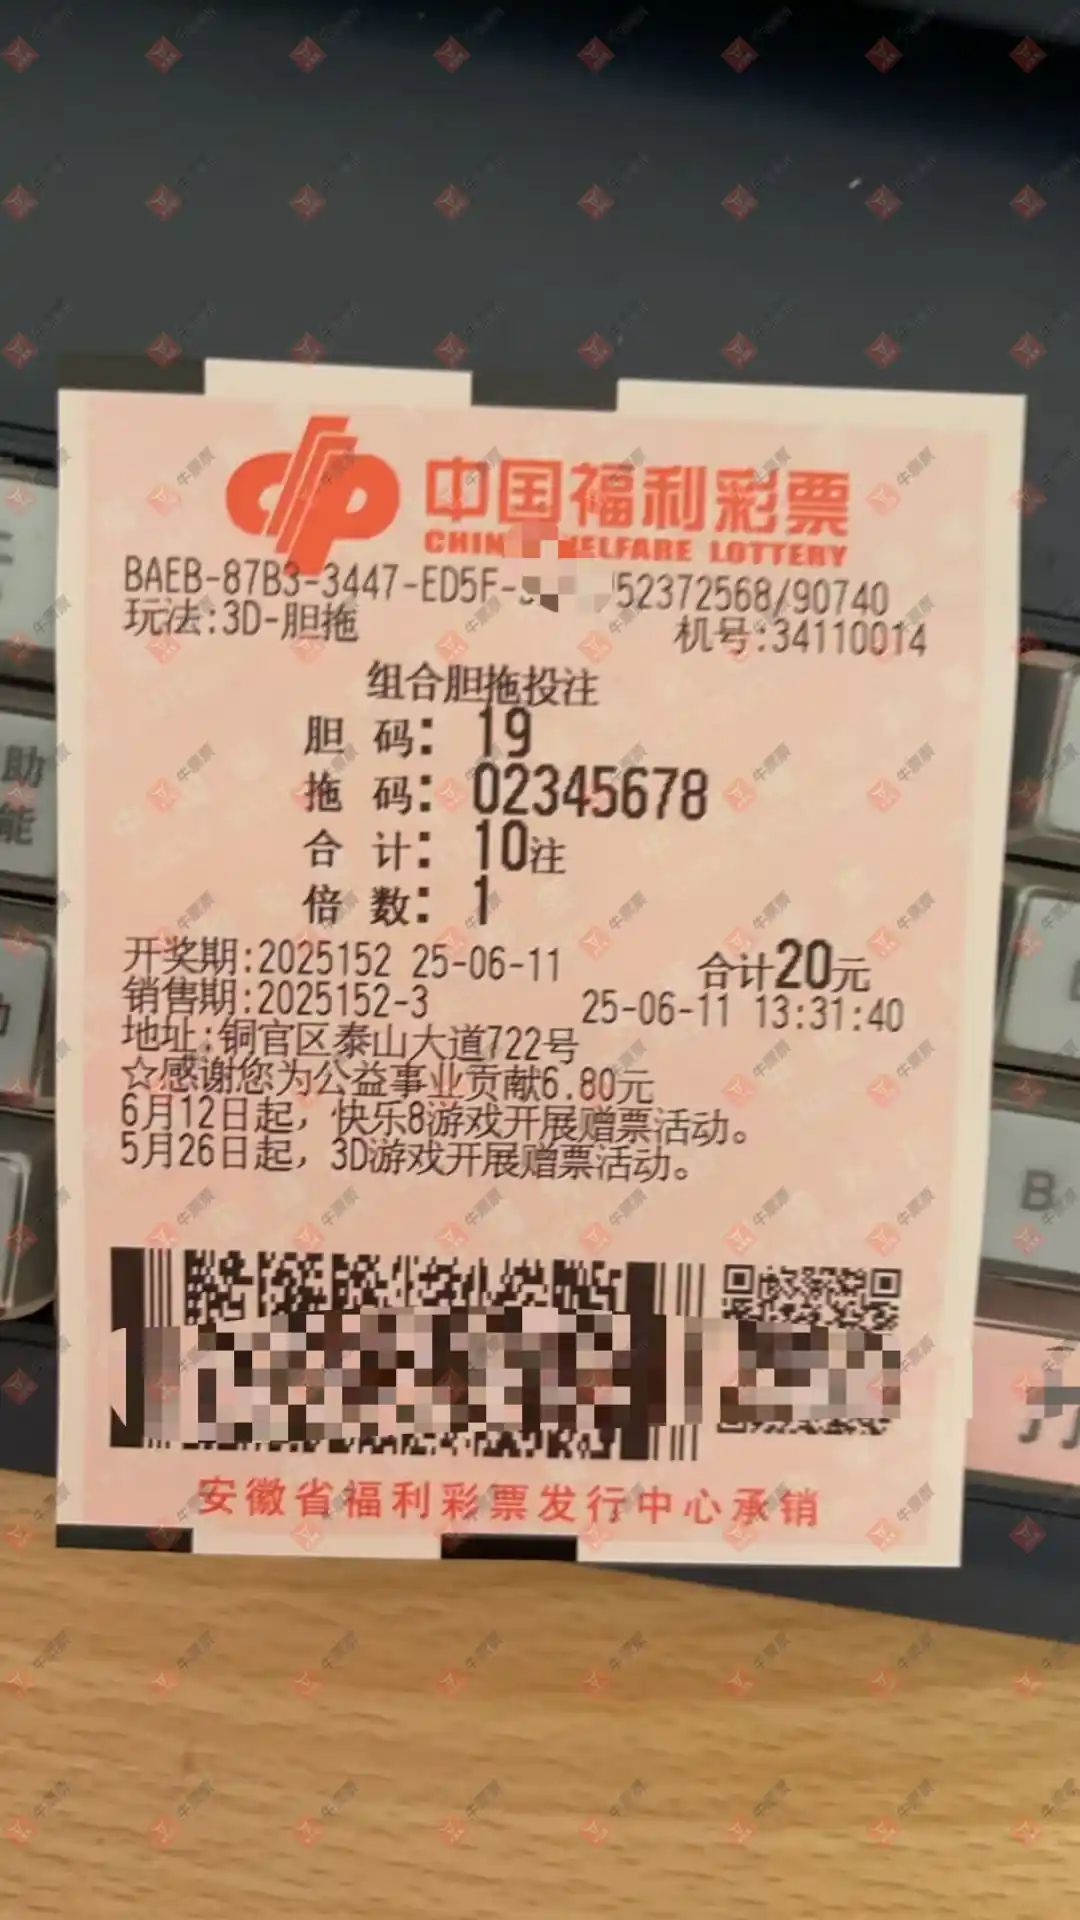 中国福利彩票
CHINA WELFARE LOTTERY
BAEB-87B3-3447-ED5F- 52372568/90740
玩法:3D-胆拖 机号:34110014
组合胆拖投注
胆 码: 19
拖 码: 02345678
合 计: 10注
倍 数: 1
开奖期:2025152 25-06-11 合计20元
销售期:2025152-3 25-06-11 13:31:40
地址:铜官区泰山大道722号
☆感谢您为公益事业贡献6.80元
6月12日起，快乐8游戏开展赠票活动。
5月26日起，3D游戏开展赠票活动。
安徽省福利彩票发行中心承销
助
能
B
牛票票